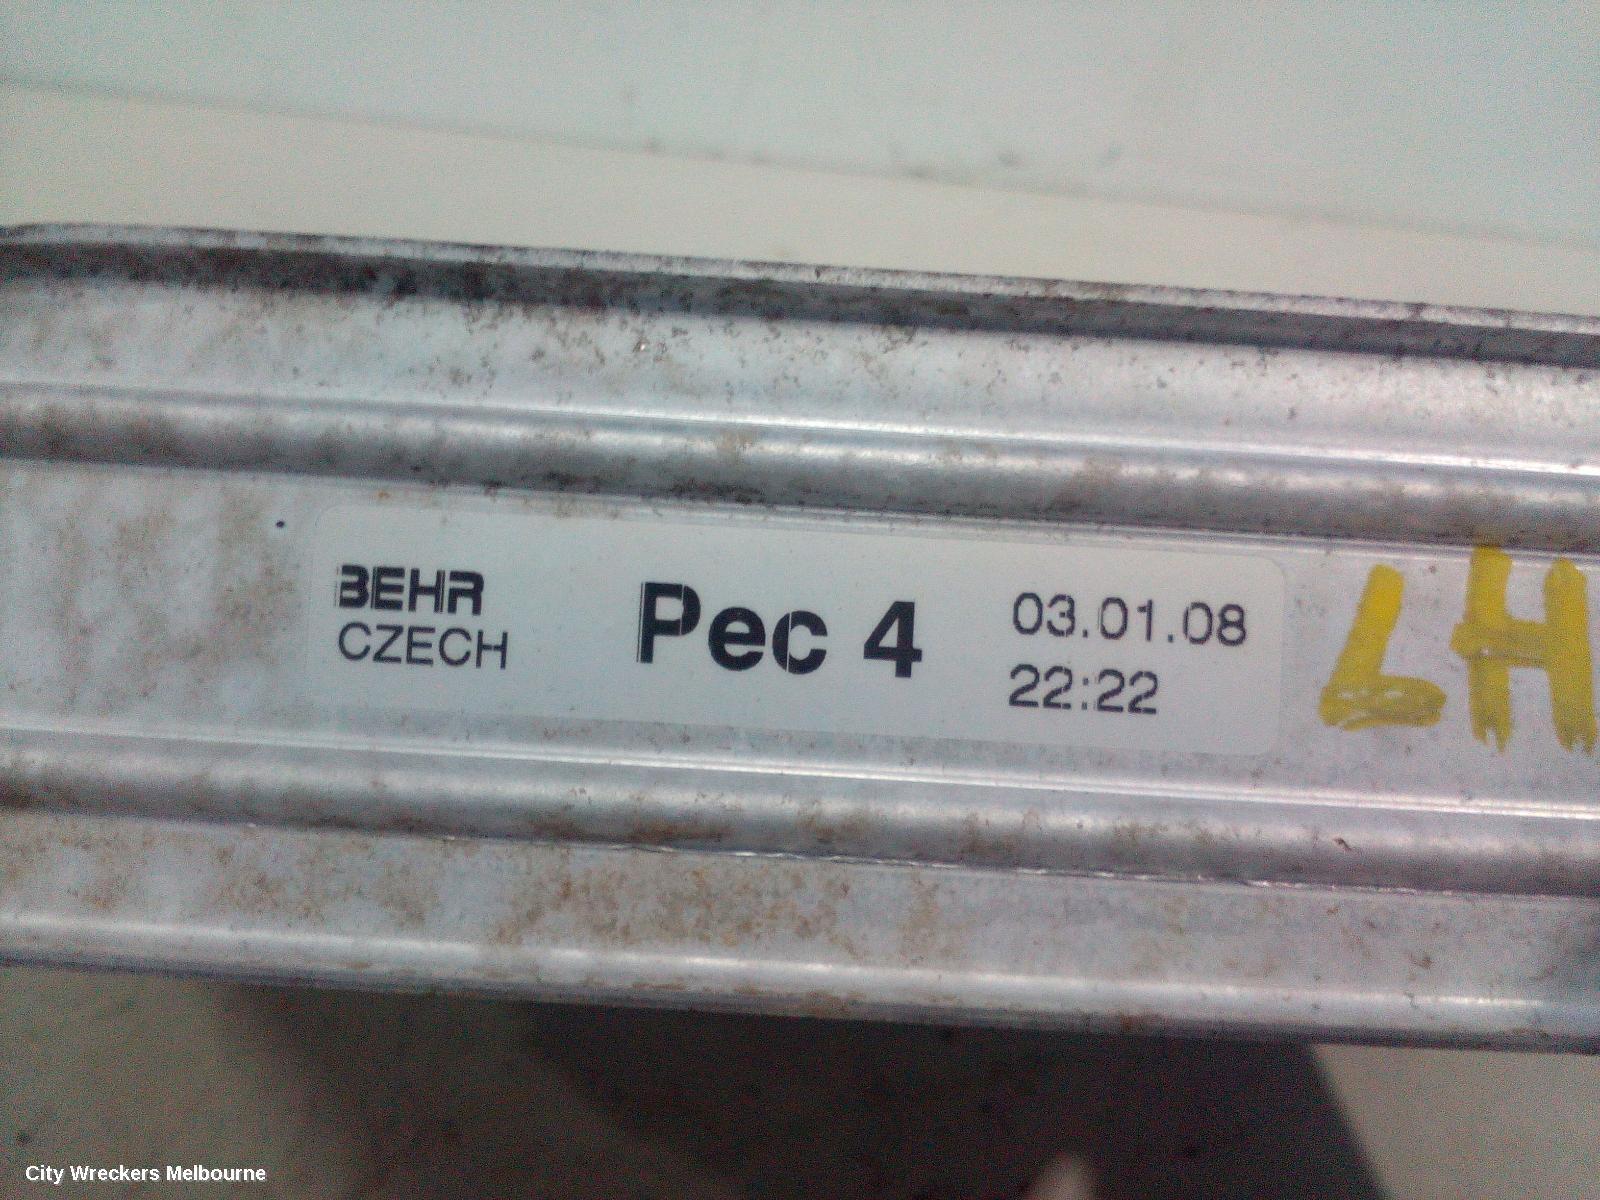 BEHR
CZECH
Pec 4
03.01.08
22:22
LH
City Wreckers Melbourne